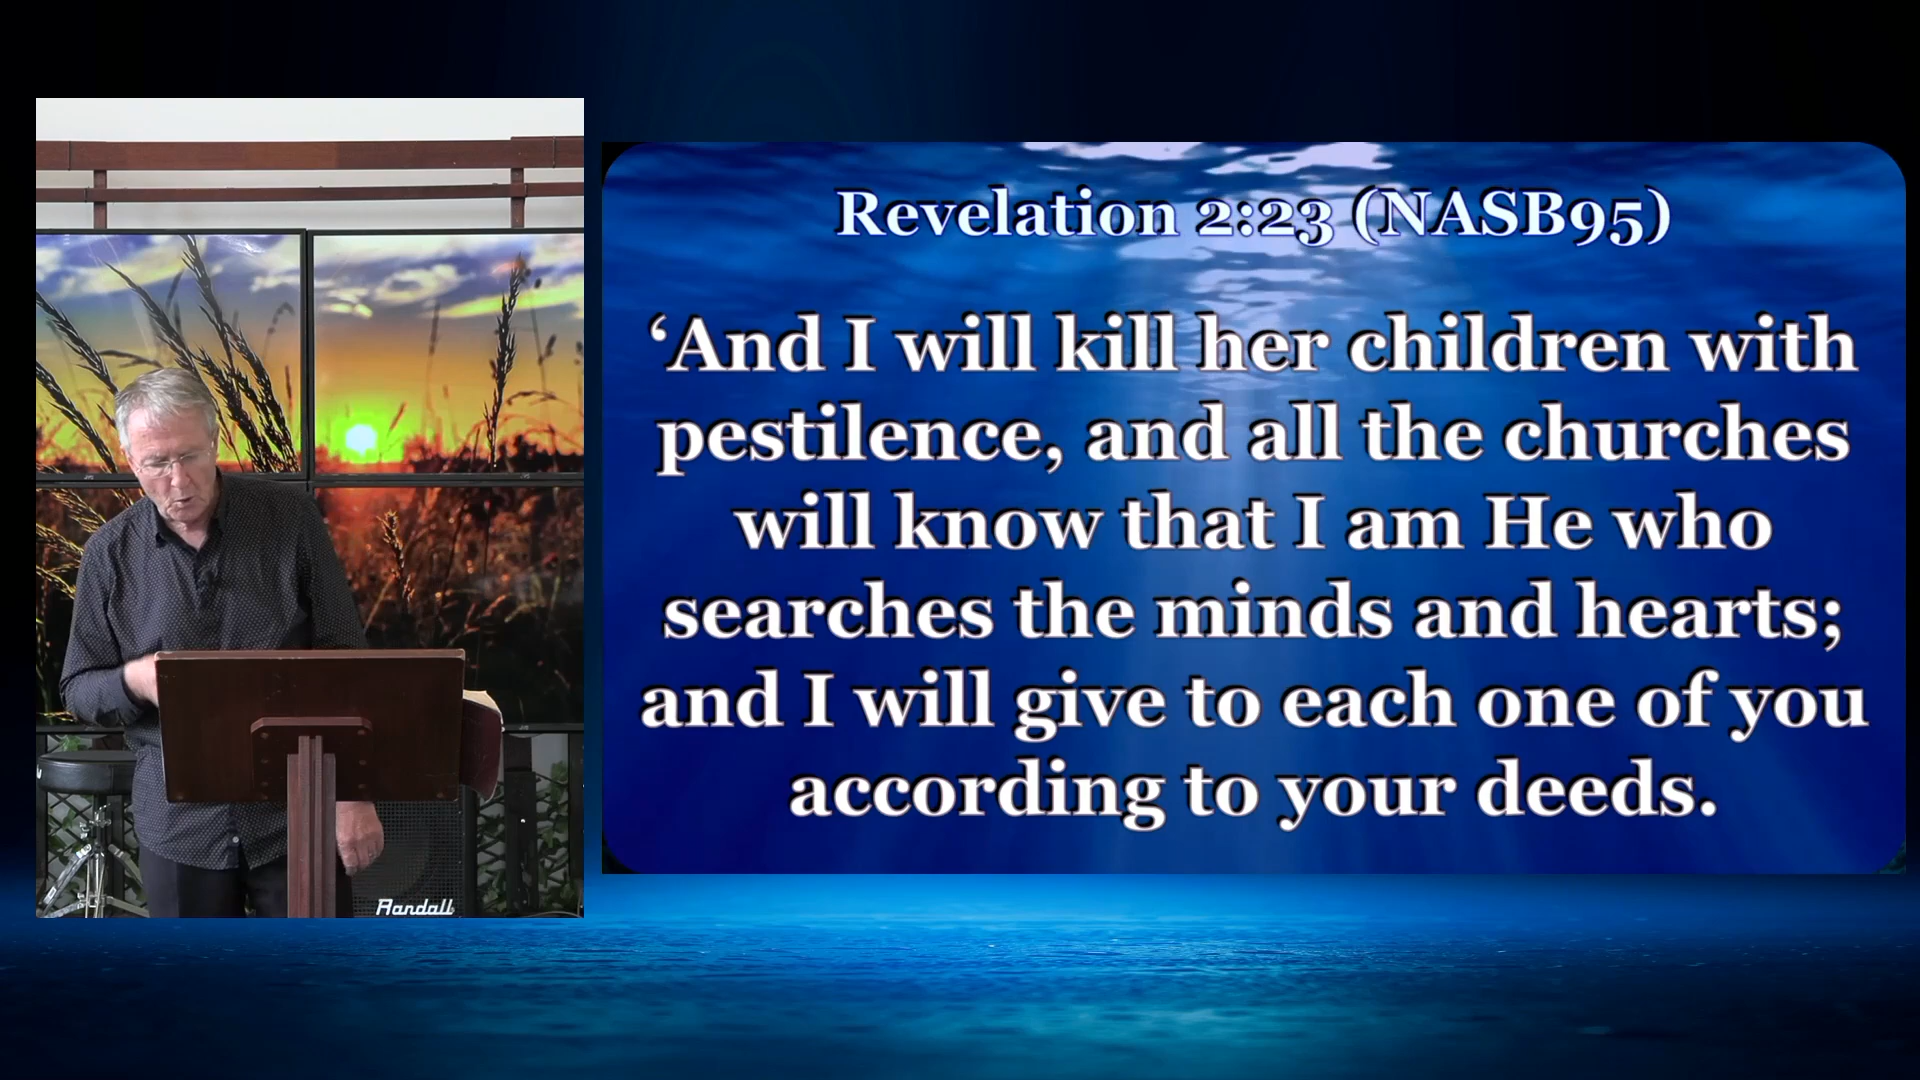 Revelation 2:23 (NASB95)
‘And I will kill her children with
pestilence, and all the churches
will know that I am He who
searches the minds and hearts;
and I will give to each one of you
according to your deeds.
Randall